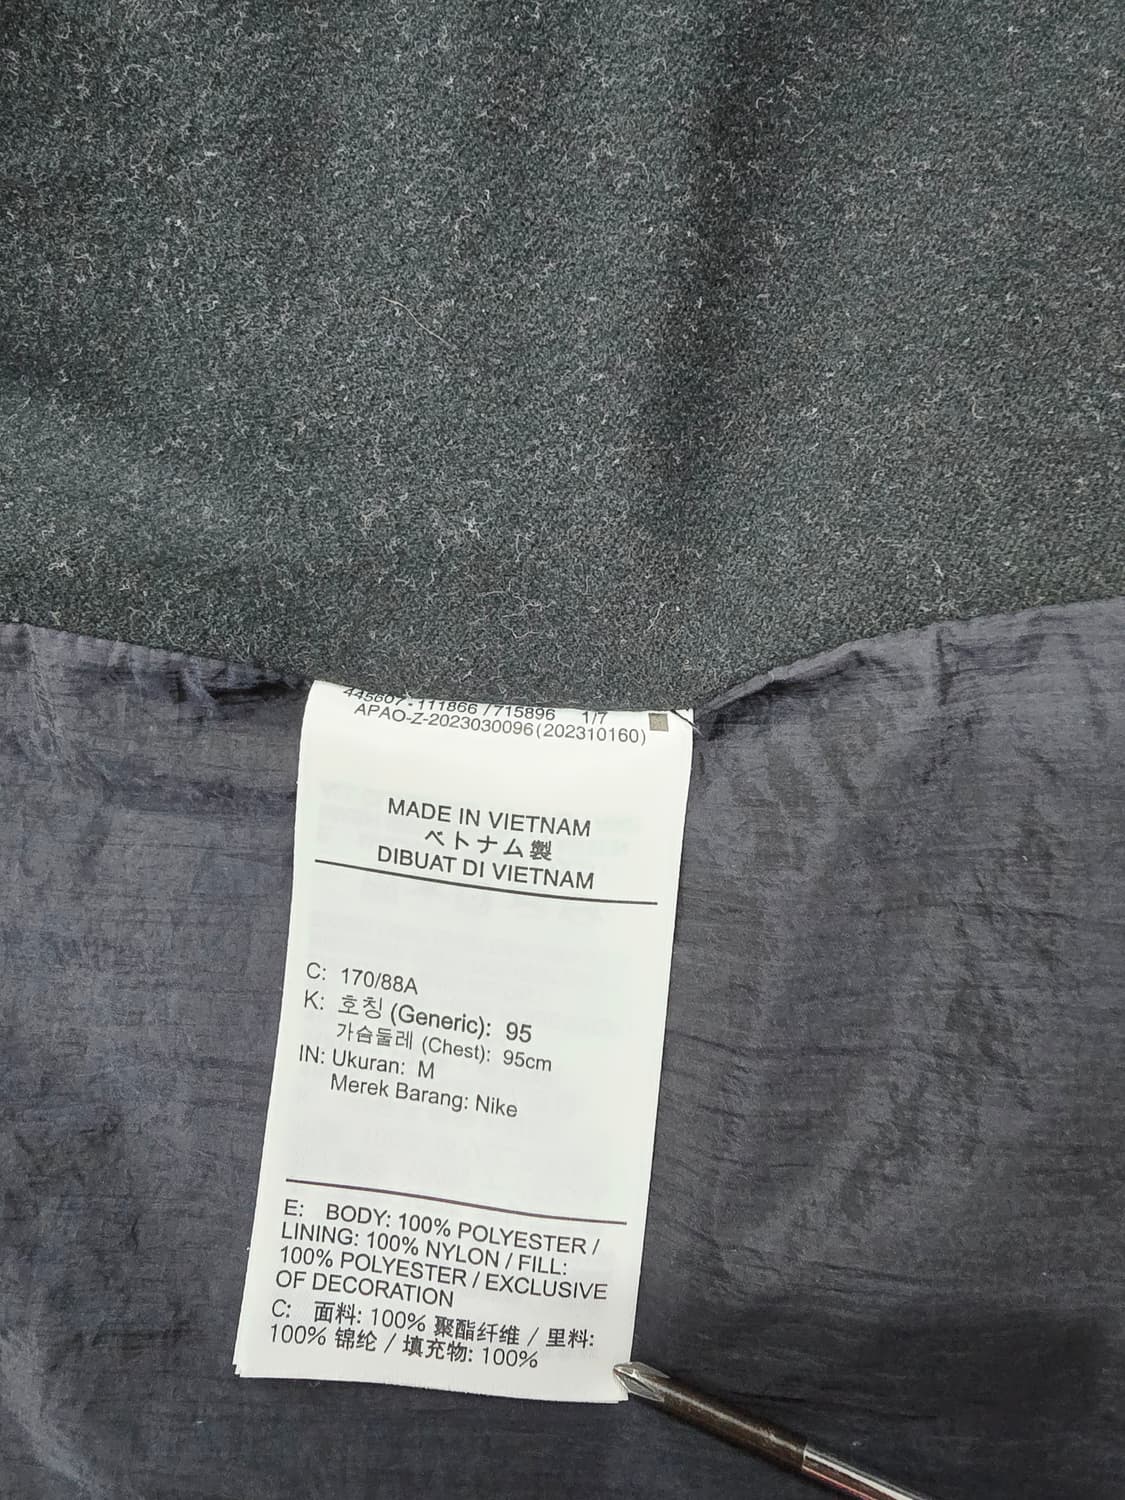 445607-111866 / 715896 1/7
APAO-Z-2023030096(202310160)
MADE IN VIETNAM
ベトナム製
DIBUAT DI VIETNAM
C: 170/88A
K: 호칭 (Generic): 95
가슴둘레 (Chest): 95cm
IN: Ukuran: M
Merek Barang: Nike
E: BODY: 100% POLYESTER /
LINING: 100% NYLON / FILL:
100% POLYESTER / EXCLUSIVE
OF DECORATION
C: 面料: 100% 聚酯纤维 / 里料:
100% 锦纶 / 填充物: 100%